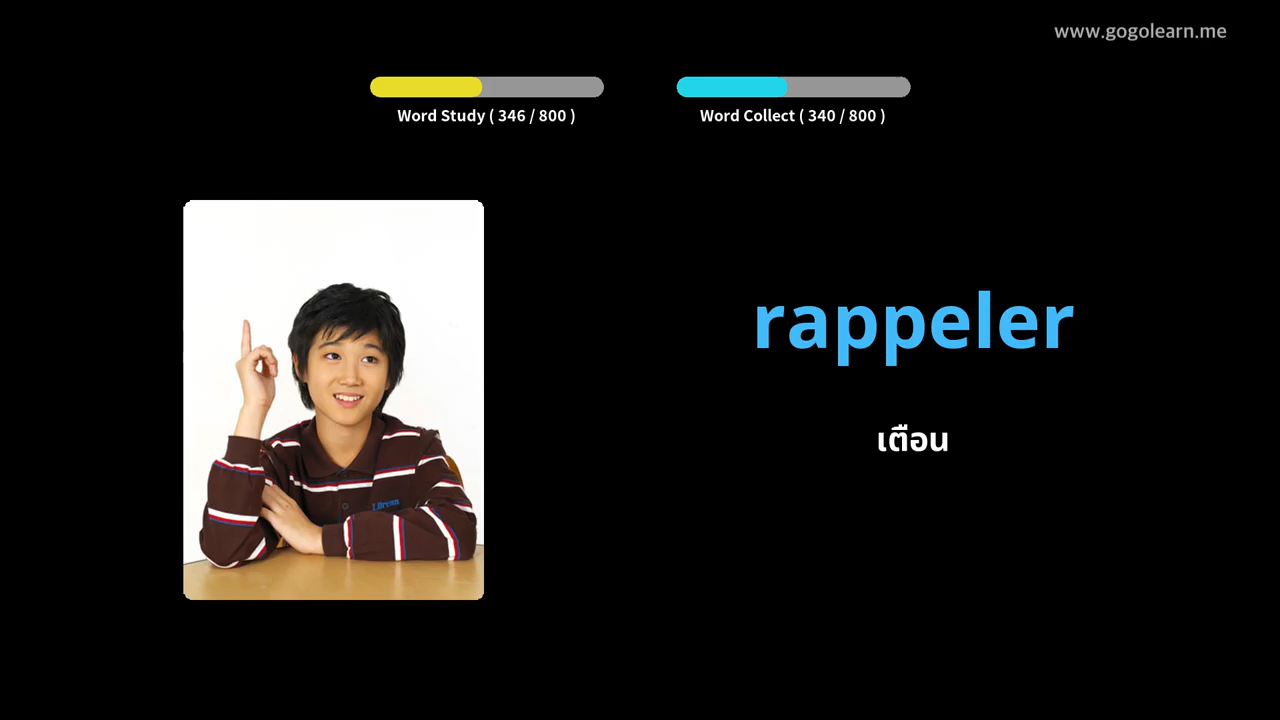 www.gogolearn.me
Word Study ( 346 / 800 )
Word Collect ( 340 / 800 )
rappeler
เตือน